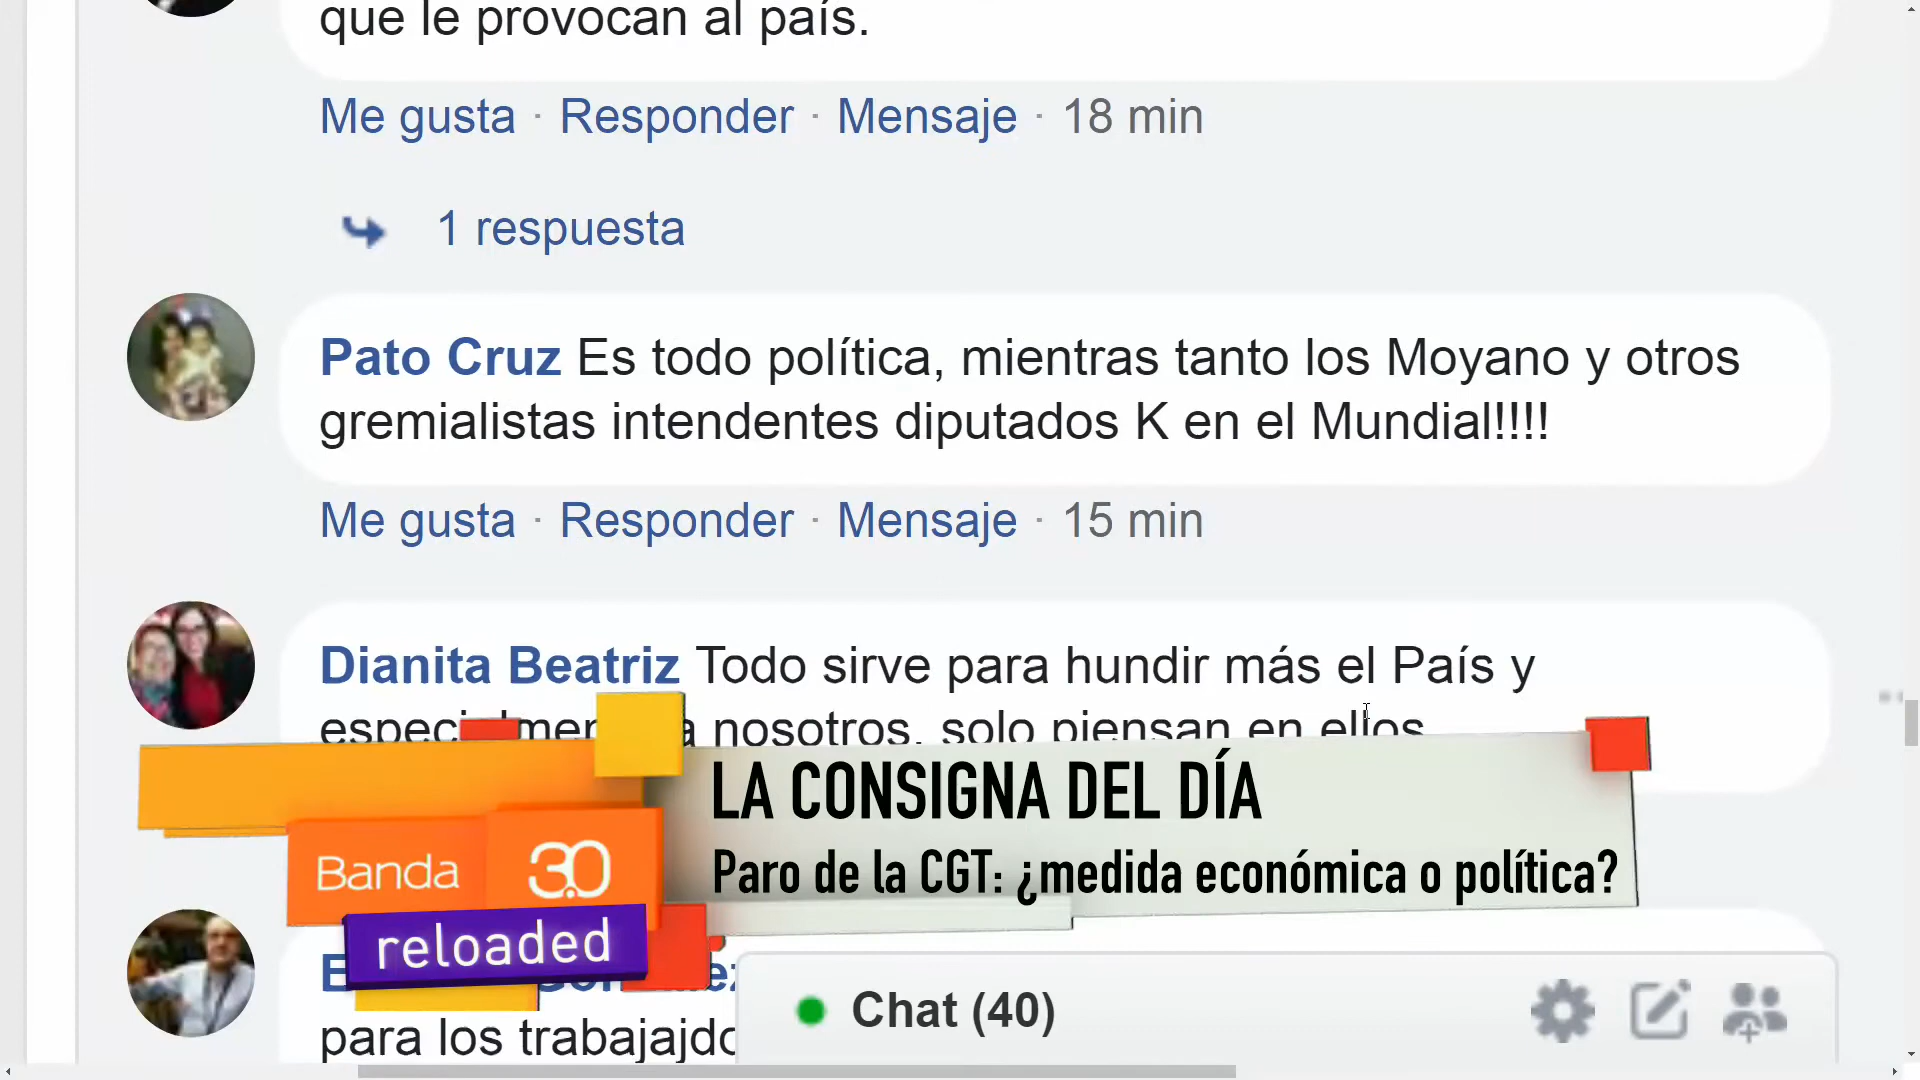 que le provocan al país.
Me gusta · Responder · Mensaje · 18 min
1 respuesta
Pato Cruz Es todo política, mientras tanto los Moyano y otros
gremialistas intendentes diputados K en el Mundial!!!!
Me gusta · Responder · Mensaje · 15 min
Dianita Beatriz Todo sirve para hundir más el País y
a nosotros, solo piensan en ellos
LA CONSIGNA DEL DÍA
Paro de la CGT: ¿medida económica o política?
Banda 3.0
reloaded
para los
Chat (40)